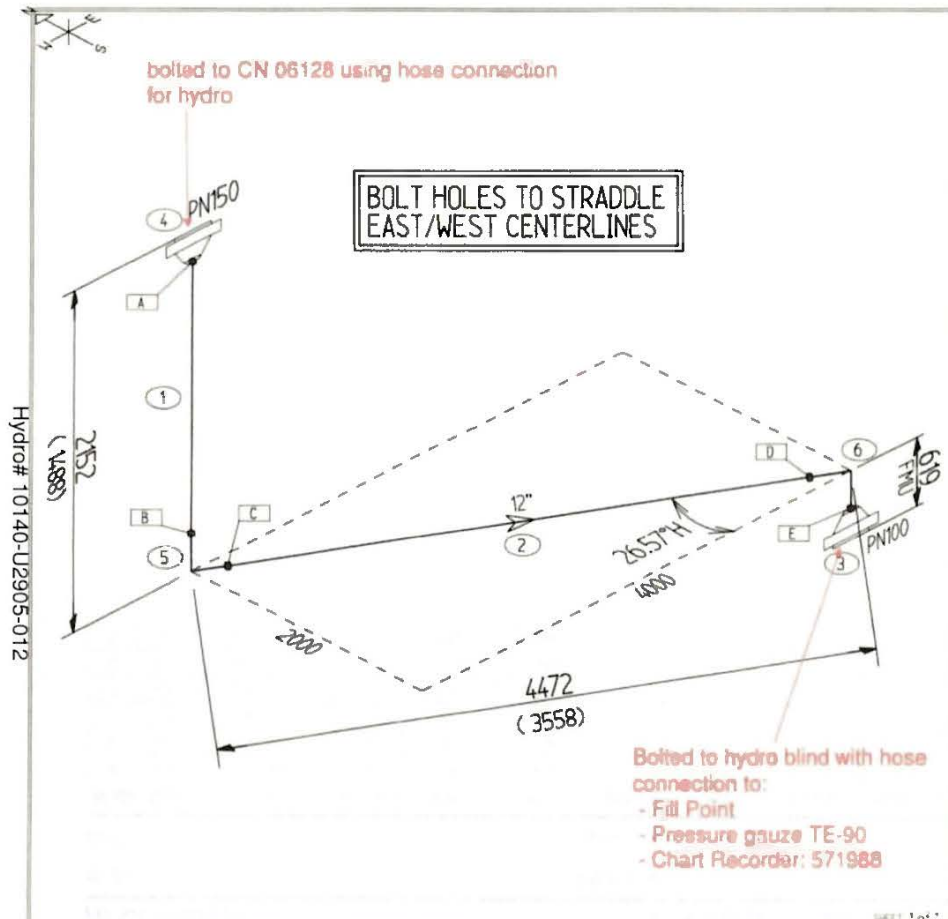 N
E
W
S
bolted to CN 06128 using hose connection
for hydro
BOLT HOLES TO STRADDLE
EAST/WEST CENTERLINES
4
PN150
A
1
2152
(1488)
B
C
5
12"
2
D
6
619
FMU
E
PN100
3
26.57°H
4000
2000
4472
(3558)
Hydro# 10140-U2905-012
Bolted to hydro blind with hose
connection to:
- Fill Point
- Pressure gauze TE-90
- Chart Recorder: 571988